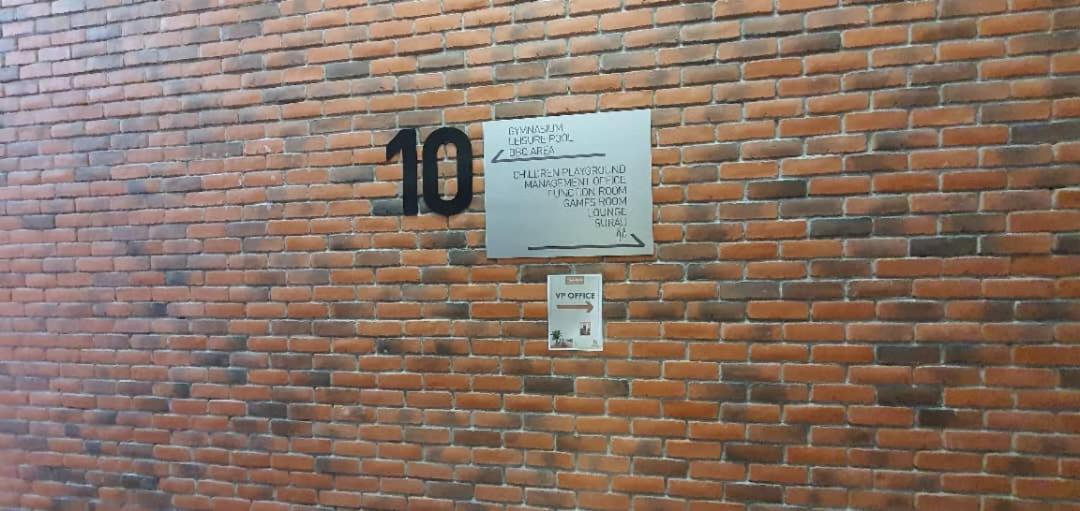 10
GYMNASIUM
LEISURE POOL
BBQ AREA
CHILDREN PLAYGROUND
MANAGEMENT OFFICE
FUNCTION ROOM
GAMES ROOM
LOUNGE
SURAU
VP OFFICE